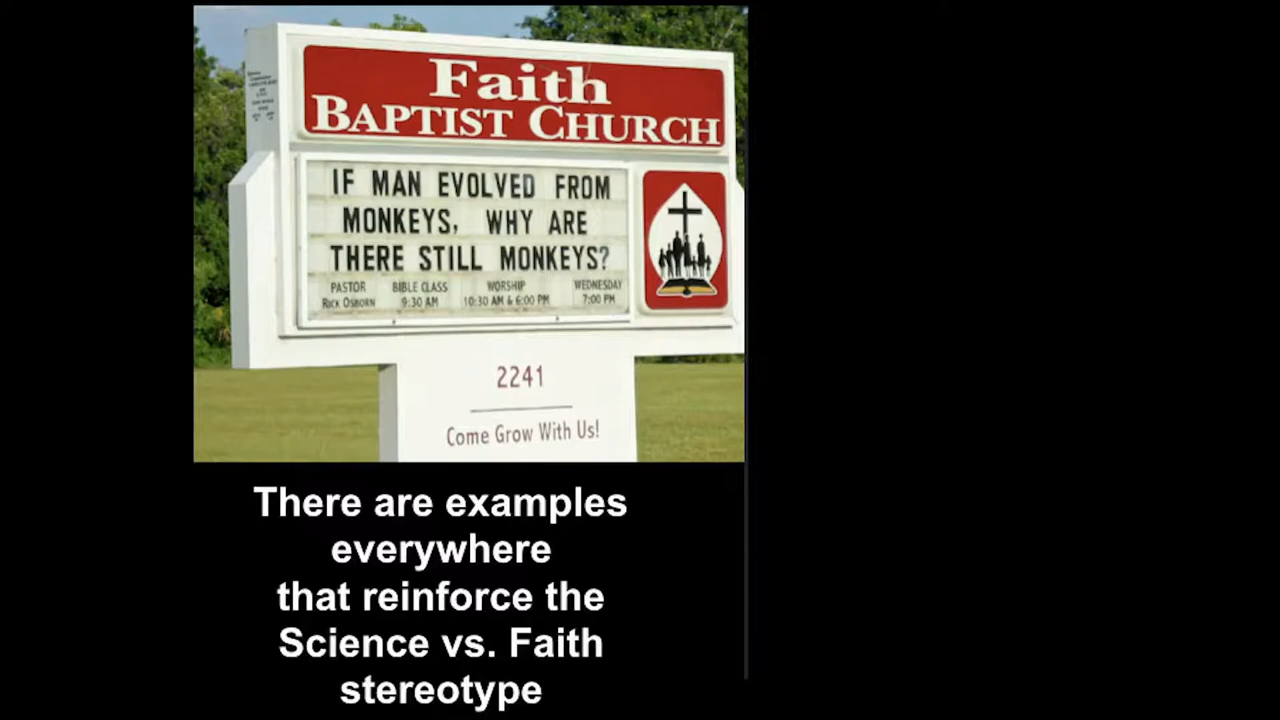 Faith
BAPTIST CHURCH
IF MAN EVOLVED FROM
MONKEYS, WHY ARE
THERE STILL MONKEYS?
PASTOR BIBLE CLASS WORSHIP WEDNESDAY
RICK OSBORN 9:30 AM 10:30 AM & 6:00 PM 7:00 PM
2241
Come Grow With Us!
There are examples
everywhere
that reinforce the
Science vs. Faith
stereotype